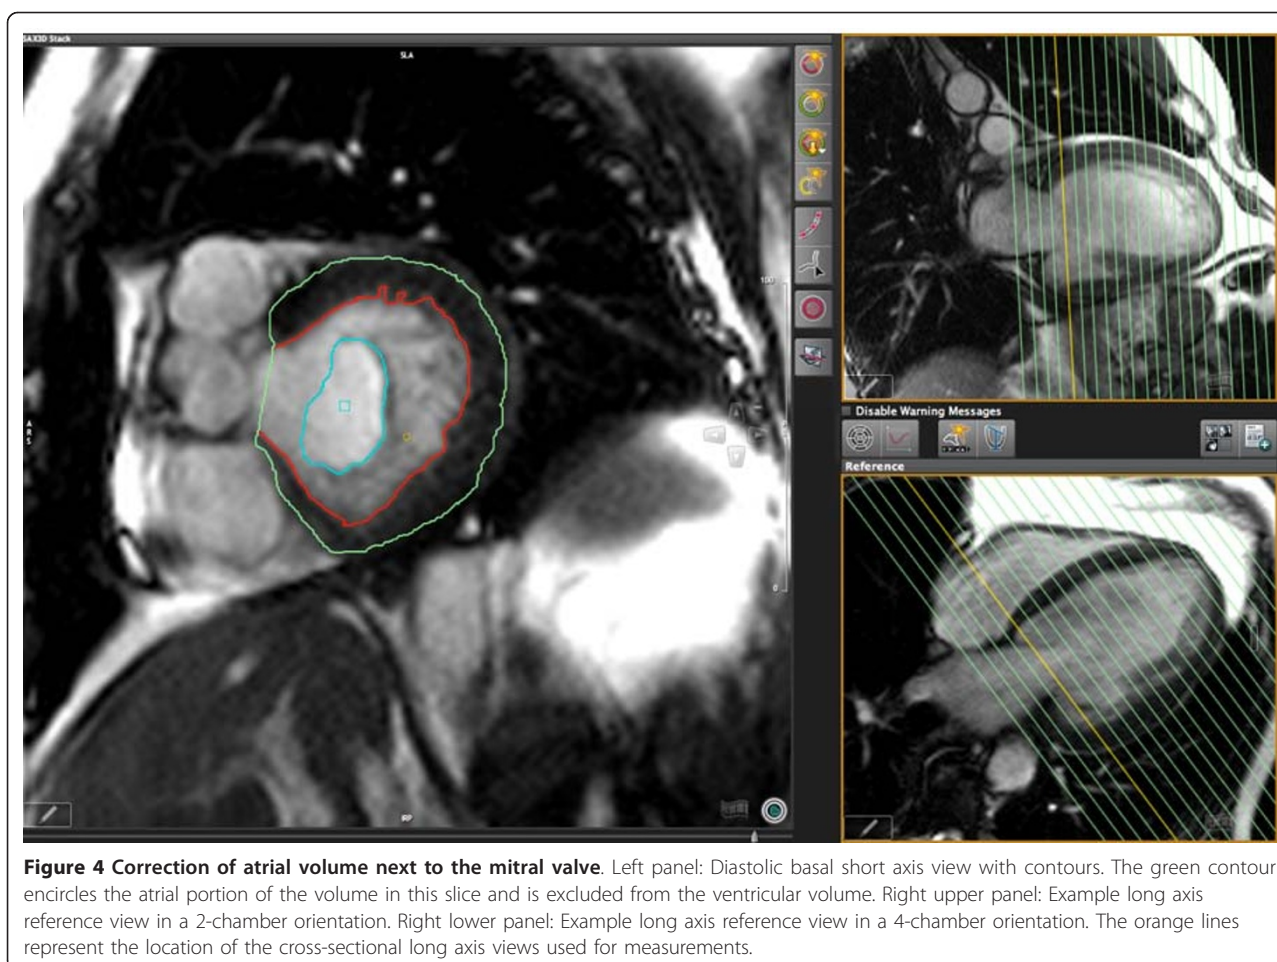 SAX3D Stack
SLA
100
ARS
0
IRP
Disable Warning Messages
Reference
Figure 4 Correction of atrial volume next to the mitral valve. Left panel: Diastolic basal short axis view with contours. The green contour
encircles the atrial portion of the volume in this slice and is excluded from the ventricular volume. Right upper panel: Example long axis
reference view in a 2-chamber orientation. Right lower panel: Example long axis reference view in a 4-chamber orientation. The orange lines
represent the location of the cross-sectional long axis views used for measurements.